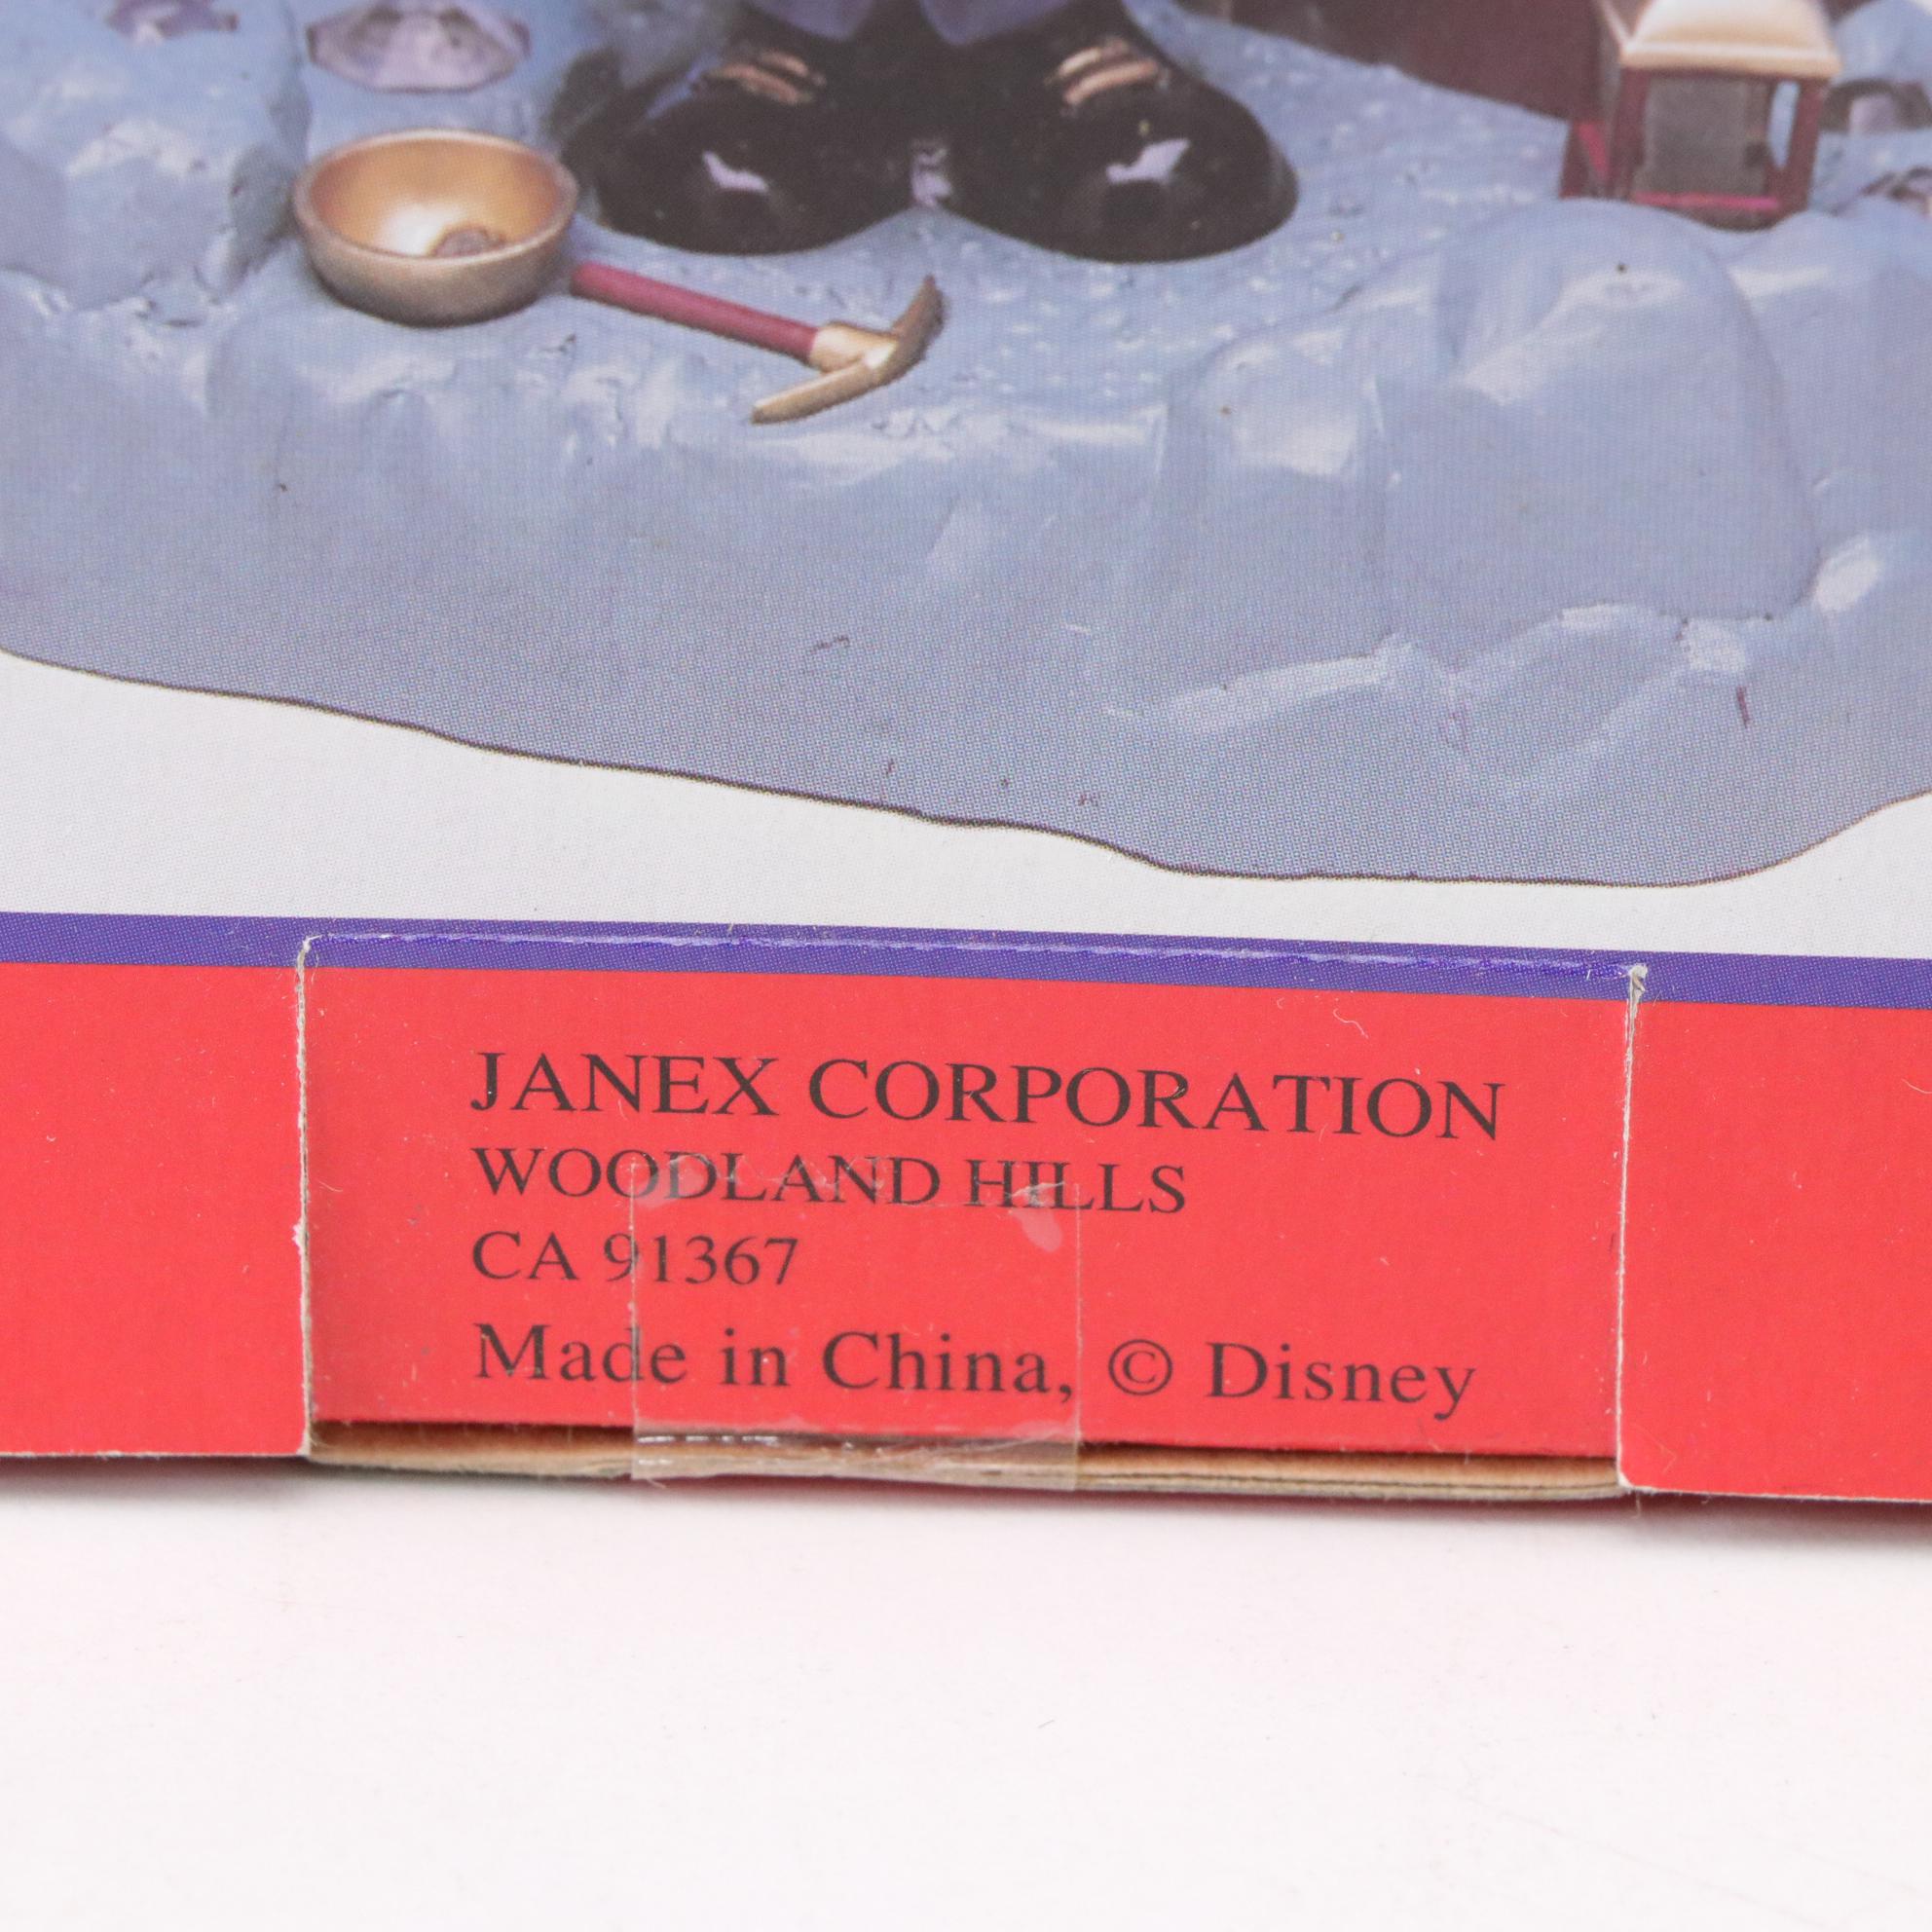 JANEX CORPORATION
WOODLAND HILLS
CA 91367
Made in China, © Disney